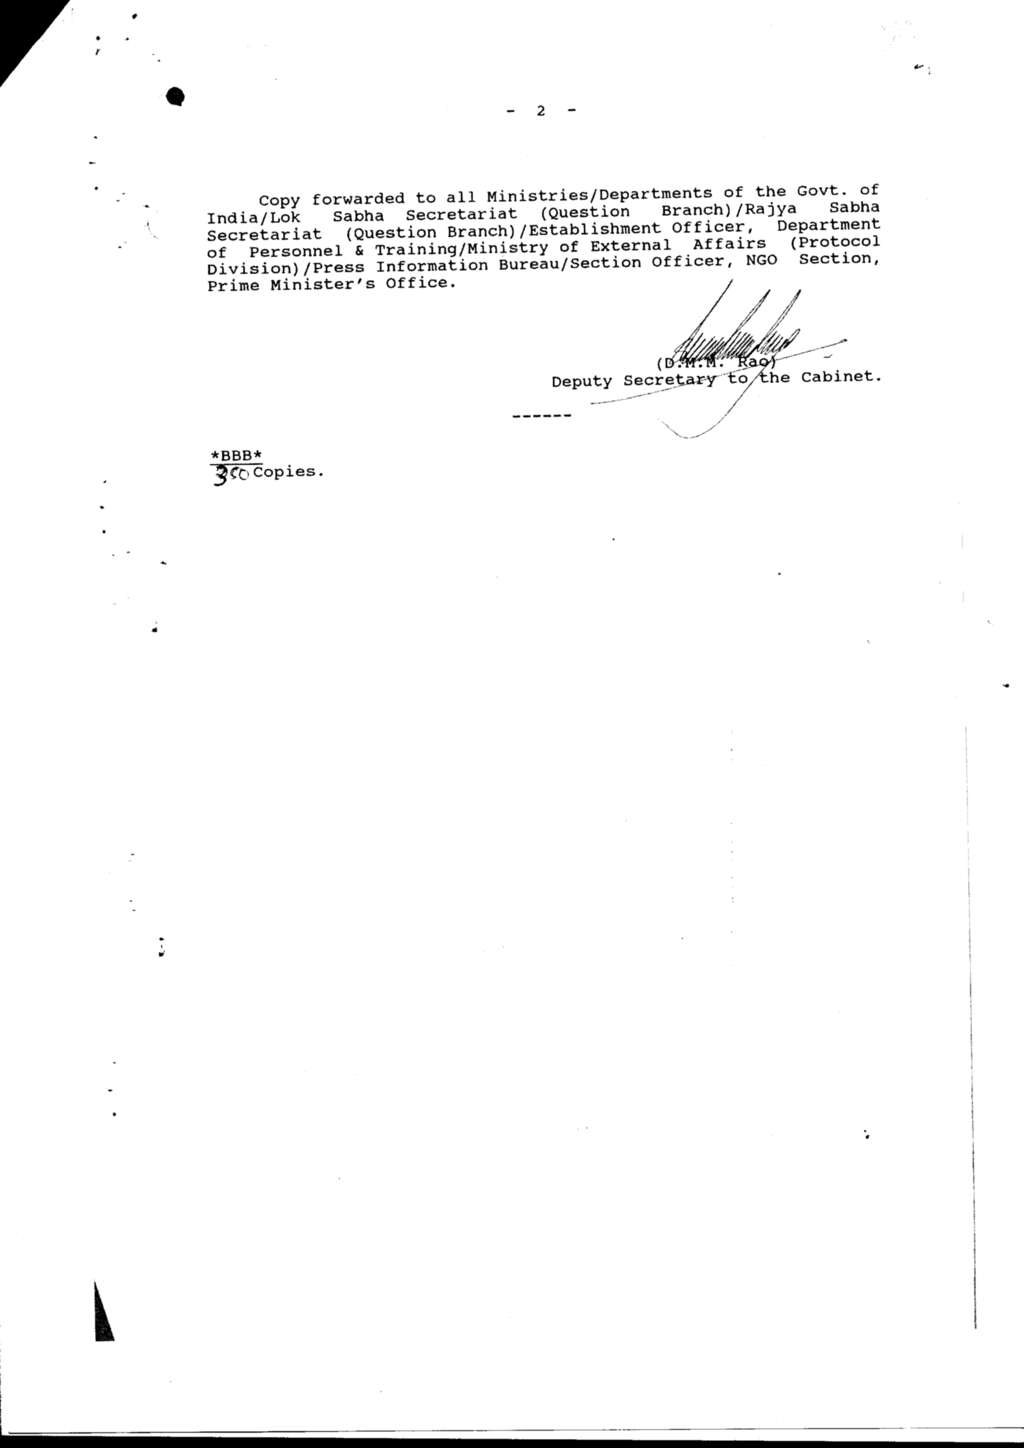 - 2 -
Copy forwarded to all Ministries/Departments of the Govt. of
India/Lok Sabha Secretariat (Question Branch)/Rajya Sabha
Secretariat (Question Branch)/Establishment Officer, Department
of Personnel & Training/Ministry of External Affairs (Protocol
Division)/Press Information Bureau/Section Officer, NGO Section,
Prime Minister's Office.
(D.M.M. Rao)
Deputy Secretary to the Cabinet.
------
*BBB*
Copies.